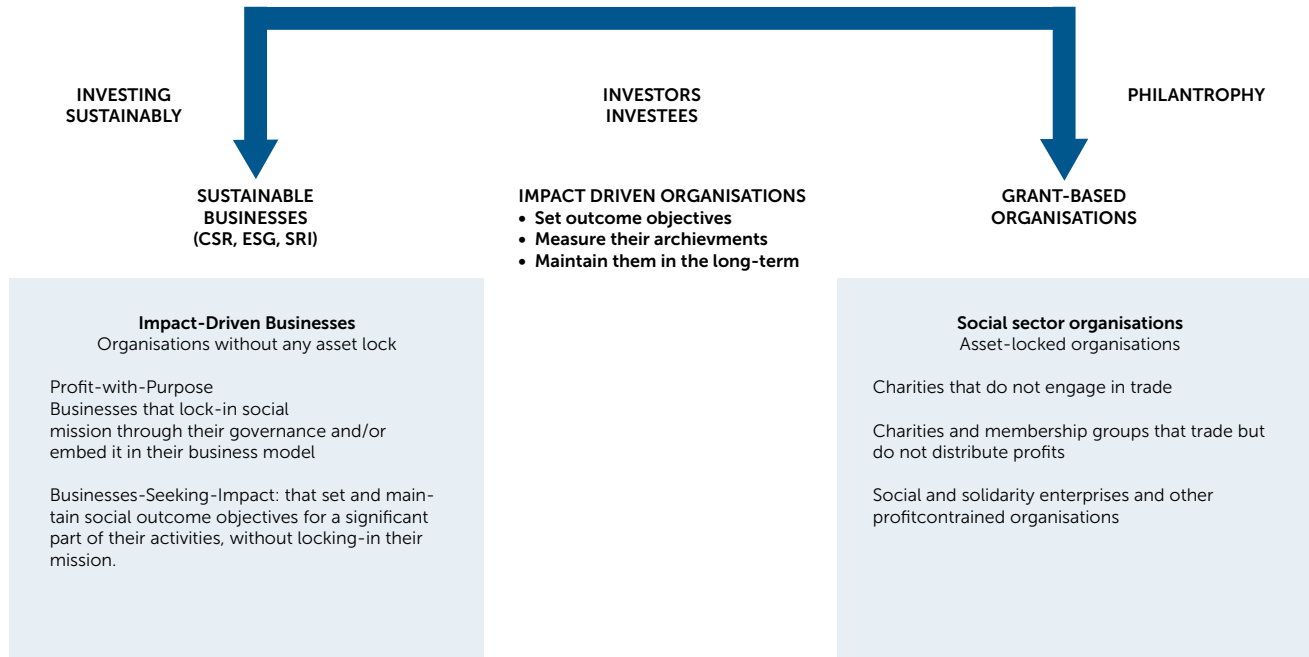 INVESTING
SUSTAINABLY
INVESTORS
INVESTEES
PHILANTROPHY
SUSTAINABLE
BUSINESSES
(CSR, ESG, SRI)
IMPACT DRIVEN ORGANISATIONS
• Set outcome objectives
• Measure their archievments
• Maintain them in the long-term
GRANT-BASED
ORGANISATIONS
Impact-Driven Businesses
Organisations without any asset lock
Profit-with-Purpose
Businesses that lock-in social
mission through their governance and/or
embed it in their business model
Businesses-Seeking-Impact: that set and main-
tain social outcome objectives for a significant
part of their activities, without locking-in their
mission.
Social sector organisations
Asset-locked organisations
Charities that do not engage in trade
Charities and membership groups that trade but
do not distribute profits
Social and solidarity enterprises and other
profitcontrained organisations